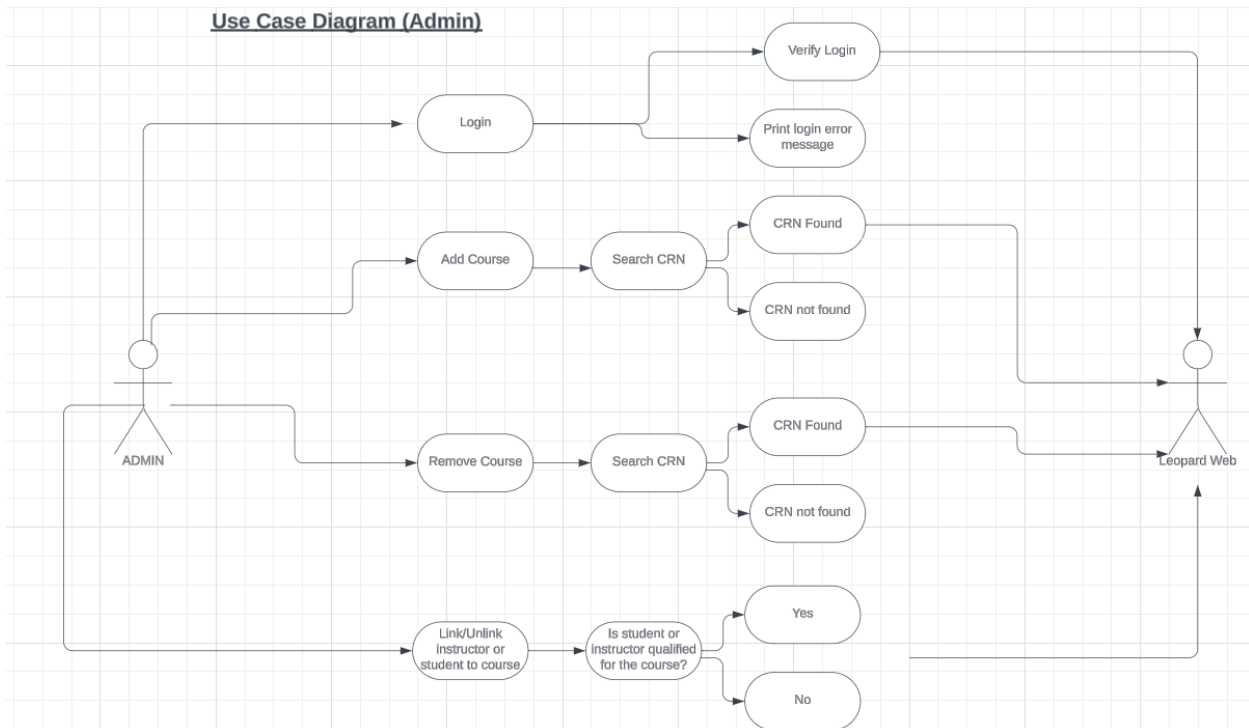 Use Case Diagram (Admin)
Verify Login
Login
Print login error
message
CRN Found
Add Course
Search CRN
CRN not found
ADMIN
Leopard Web
CRN Found
Remove Course
Search CRN
CRN not found
Yes
Link/Unlink
instructor or
student to course
Is student or
instructor qualified
for the course?
No